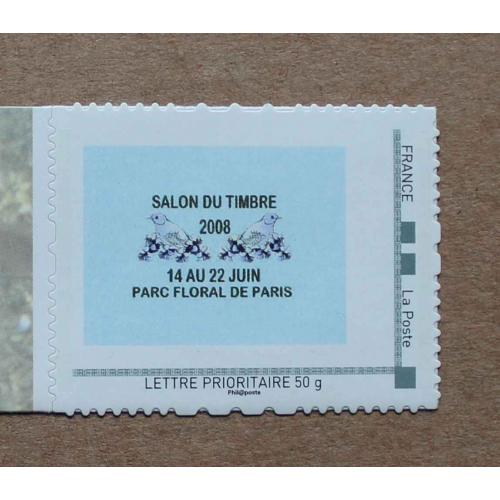 SALON DU TIMBRE
2008
14 AU 22 JUIN
PARC FLORAL DE PARIS
FRANCE
La Poste
LETTRE PRIORITAIRE 50 g
Phil@poste